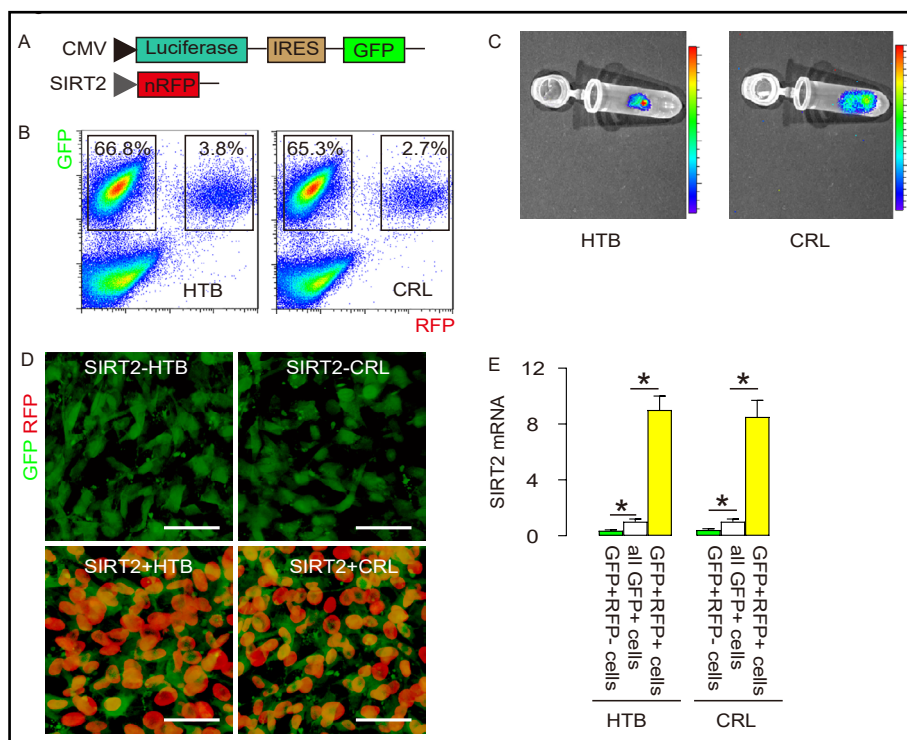 A
CMV Luciferase IRES GFP
SIRT2 nRFP
B
GFP
66.8% 3.8% 65.3% 2.7%
HTB CRL
RFP
C
HTB CRL
D
GFP RFP
SIRT2-HTB SIRT2-CRL
SIRT2+HTB SIRT2+CRL
E
SIRT2 mRNA
12
8
4
0
* * * *
GFP+RFP- cells
all GFP+ cells
GFP+RFP+ cells
GFP+RFP- cells
all GFP+ cells
GFP+RFP+ cells
HTB CRL